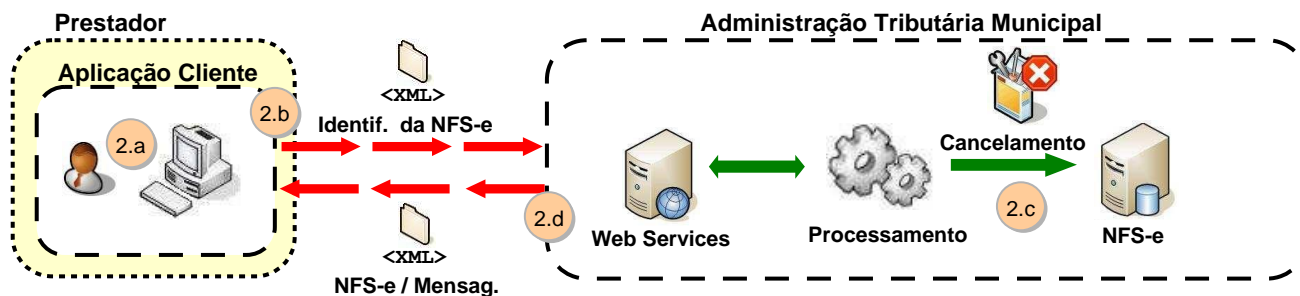 Prestador
Administração Tributária Municipal
Aplicação Cliente
2.a
2.b
<XML>
Identif. da NFS-e
<XML>
NFS-e / Mensag.
2.d
Web Services
Processamento
Cancelamento
2.c
NFS-e